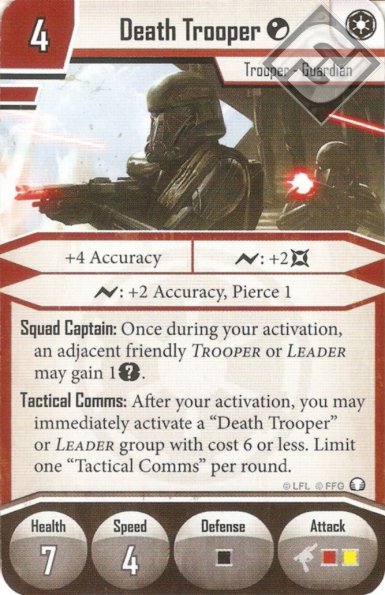 4
Death Trooper
Trooper - Guardian
+4 Accuracy
: +2
: +2 Accuracy, Pierce 1
Squad Captain: Once during your activation,
an adjacent friendly TROOPER or LEADER
may gain 1 .
Tactical Comms: After your activation, you may
immediately activate a “Death Trooper”
or LEADER group with cost 6 or less. Limit
one “Tactical Comms” per round.
© LFL © FFG
Health
Speed
Defense
Attack
7
4